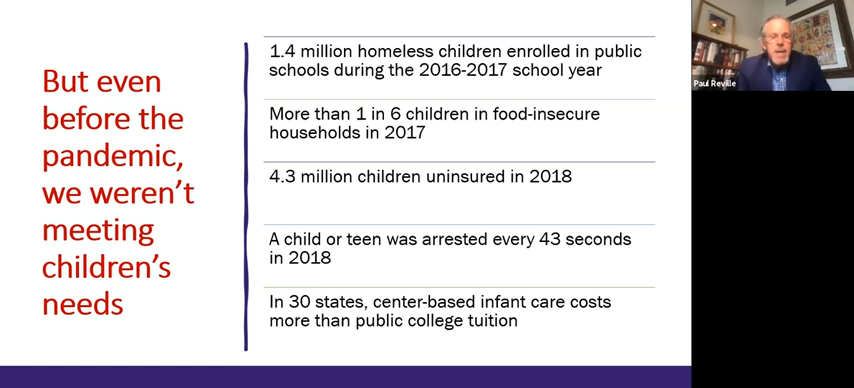 But even
before the
pandemic,
we weren't
meeting
children's
needs
1.4 million homeless children enrolled in public
schools during the 2016-2017 school year
More than 1 in 6 children in food-insecure
households in 2017
4.3 million children uninsured in 2018
A child or teen was arrested every 43 seconds
in 2018
In 30 states, center-based infant care costs
more than public college tuition
Paul Reville